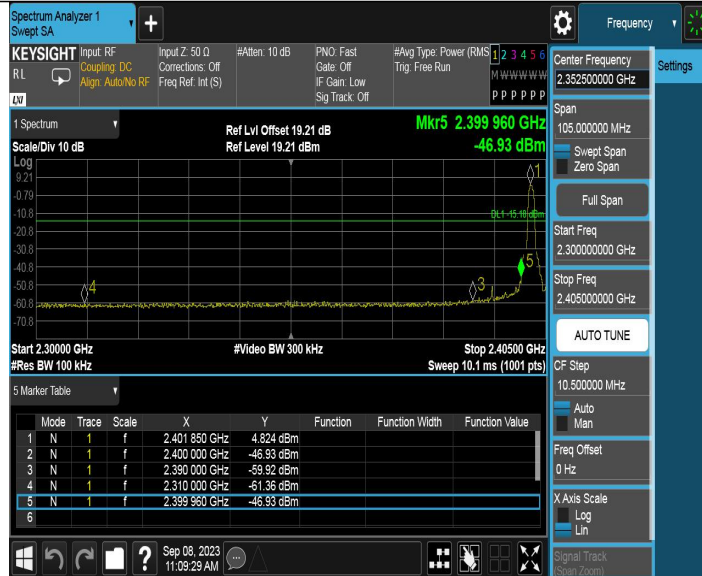 Spectrum Analyzer 1
Swept SA
Frequency
KEYSIGHT
R L
LXI
Input: RF
Coupling: DC
Align: Auto/No RF
Input Z: 50 Ω
Corrections: Off
Freq Ref: Int (S)
#Atten: 10 dB
PNO: Fast
Gate: Off
IF Gain: Low
Sig Track: Off
#Avg Type: Power (RMS
Trig: Free Run
1 2 3 4 5 6
M W W W W W
P P P P P P
1 Spectrum
Scale/Div 10 dB
Ref Lvl Offset 19.21 dB
Ref Level 19.21 dBm
Mkr5 2.399 960 GHz
-46.93 dBm
Log
9.21
-0.79
-10.8
-20.8
-30.8
-40.8
-50.8
-60.8
-70.8
1
DL1 -15.18 dBm
5
3
4
Start 2.30000 GHz
#Res BW 100 kHz
#Video BW 300 kHz
Stop 2.40500 GHz
Sweep 10.1 ms (1001 pts)
5 Marker Table
Mode Trace Scale X Y Function Function Width Function Value
1 N 1 f 2.401 850 GHz 4.824 dBm
2 N 1 f 2.400 000 GHz -46.93 dBm
3 N 1 f 2.390 000 GHz -59.92 dBm
4 N 1 f 2.310 000 GHz -61.36 dBm
5 N 1 f 2.399 960 GHz -46.93 dBm
6
?
Sep 08, 2023
11:09:29 AM
Center Frequency
2.352500000 GHz
Settings
Span
105.000000 MHz
Swept Span
Zero Span
Full Span
Start Freq
2.300000000 GHz
Stop Freq
2.405000000 GHz
AUTO TUNE
CF Step
10.500000 MHz
Auto
Man
Freq Offset
0 Hz
X Axis Scale
Log
Lin
Signal Track
(Span Zoom)